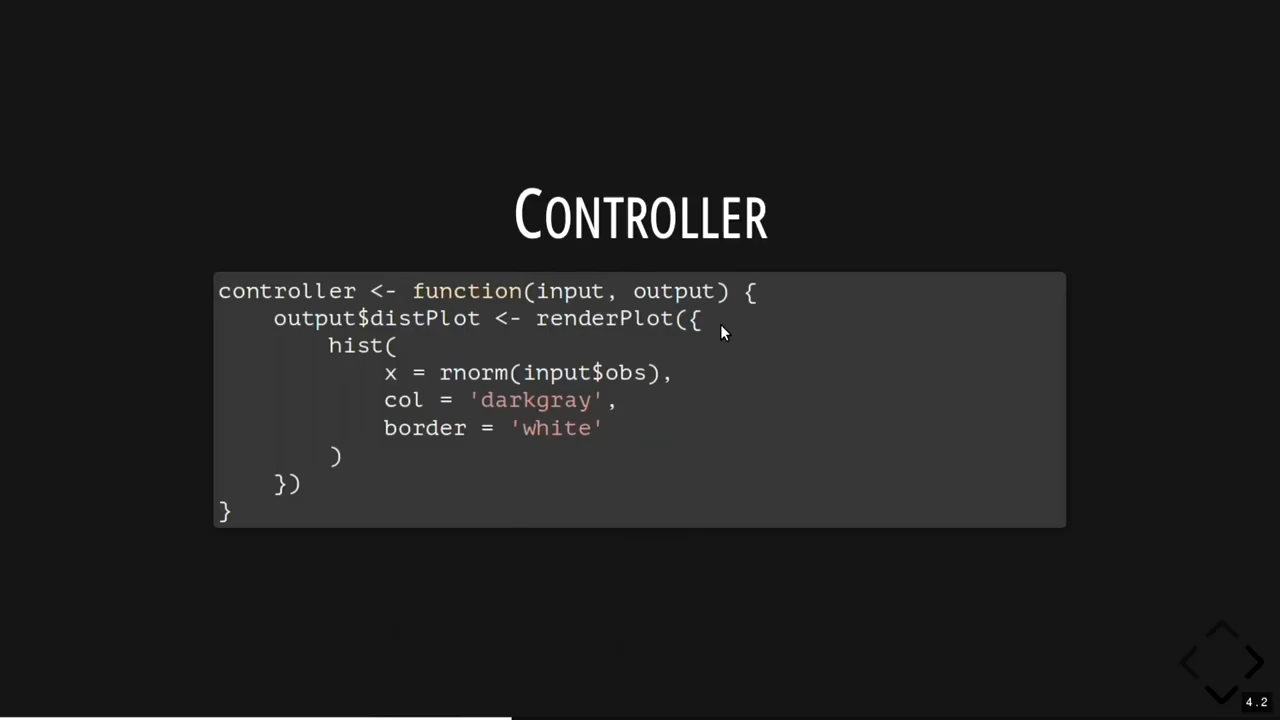 CONTROLLER
controller <- function(input, output) {
    output$distPlot <- renderPlot({
        hist(
            x = rnorm(input$obs),
            col = 'darkgray',
            border = 'white'
        )
    })
}
4.2